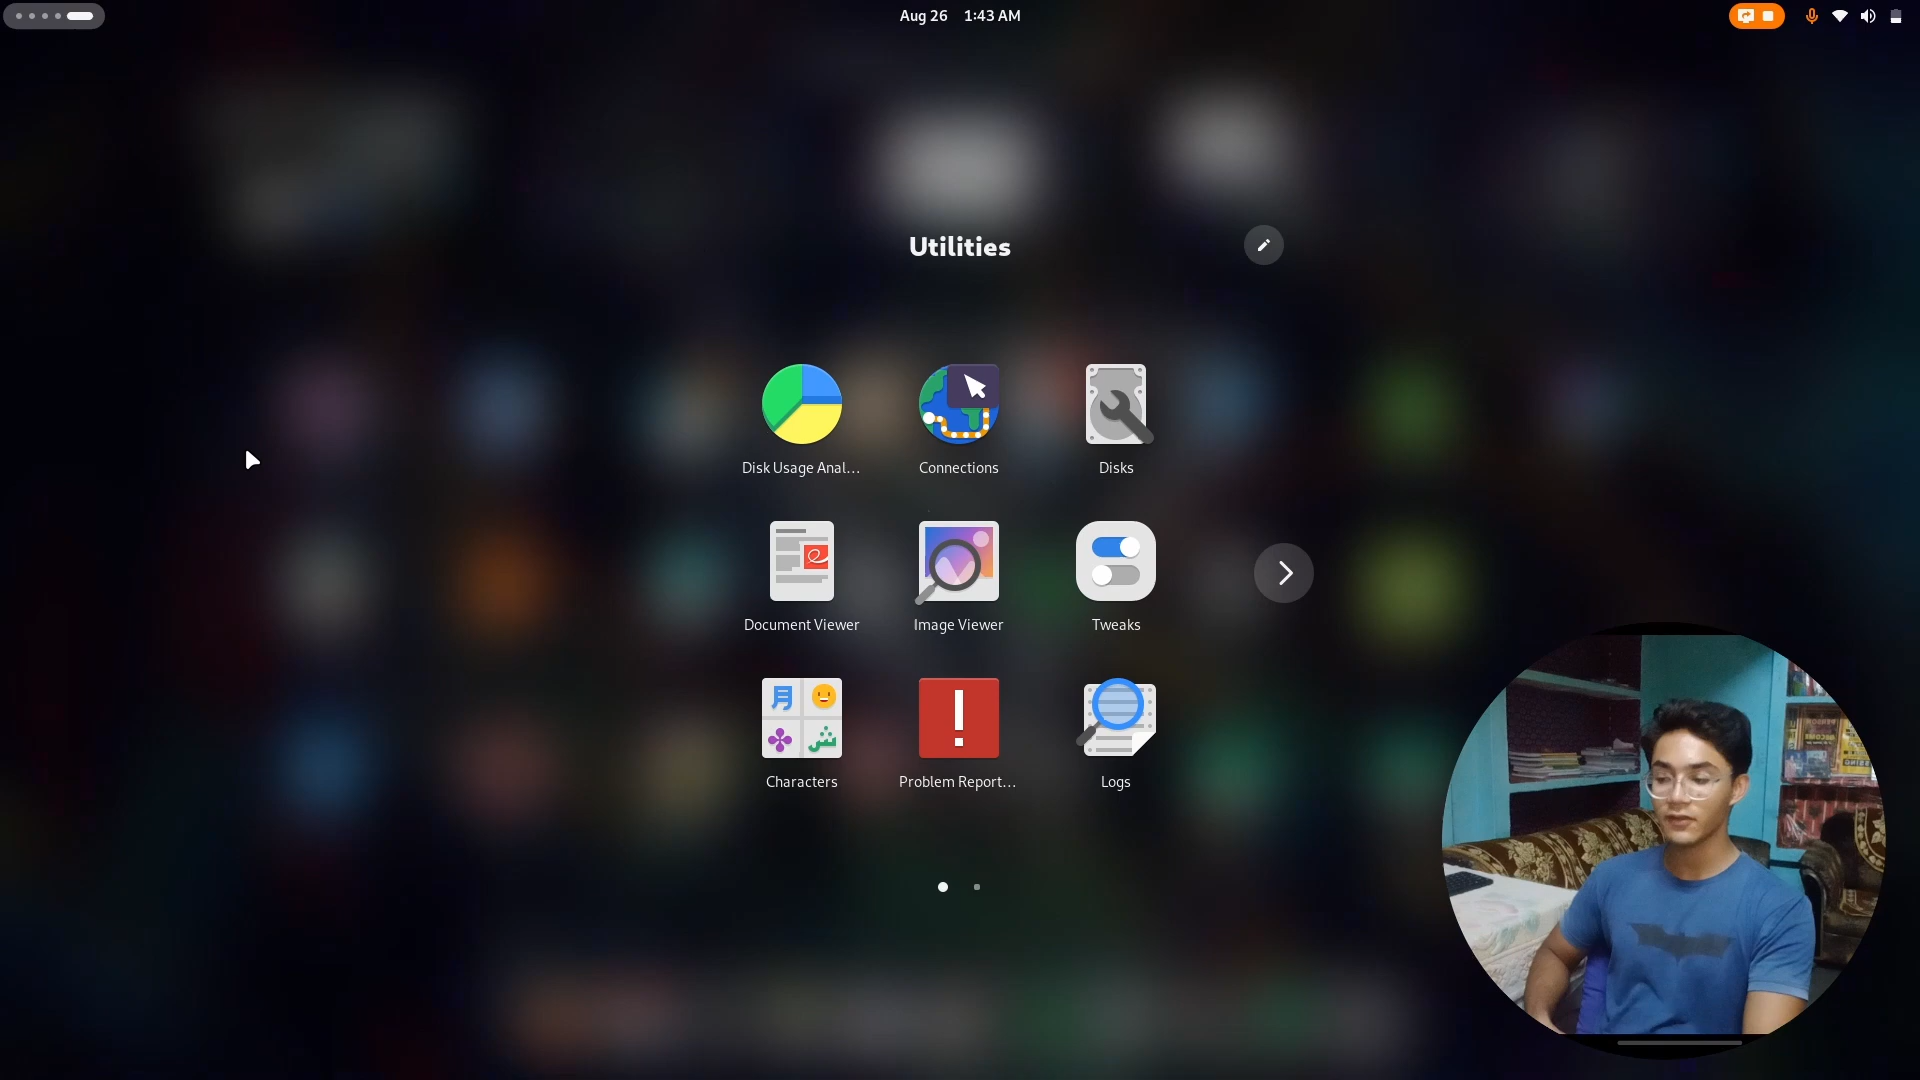 Aug 26 1:43 AM
Utilities
Disk Usage Anal...
Connections
Disks
Document Viewer
Image Viewer
Tweaks
月
ش
Characters
Problem Report...
Logs